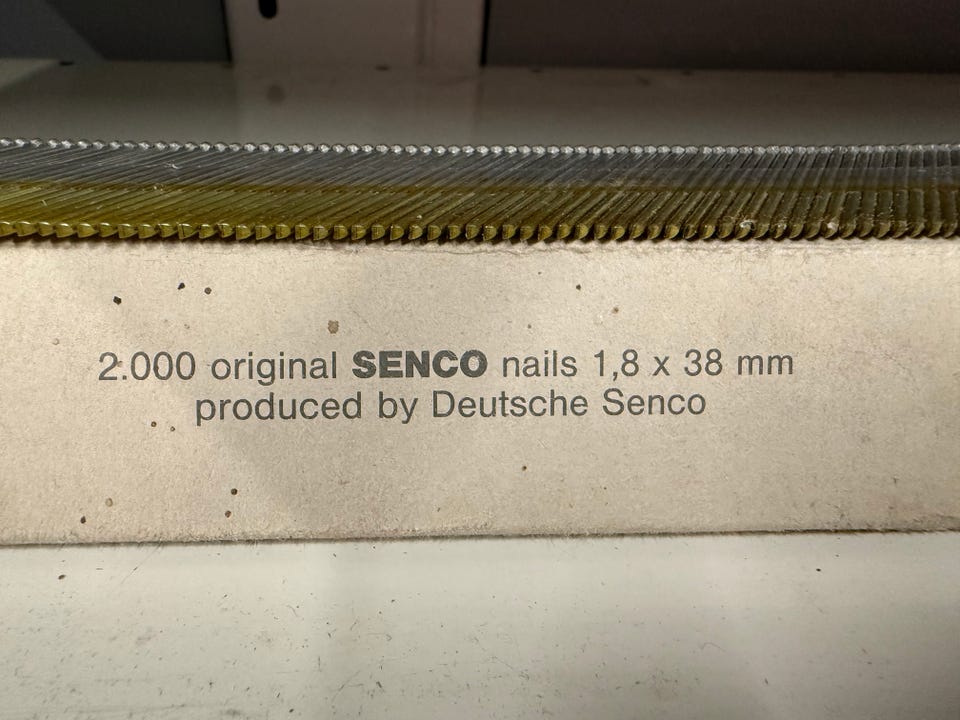 2.000 original SENCO nails 1,8 x 38 mm
produced by Deutsche Senco